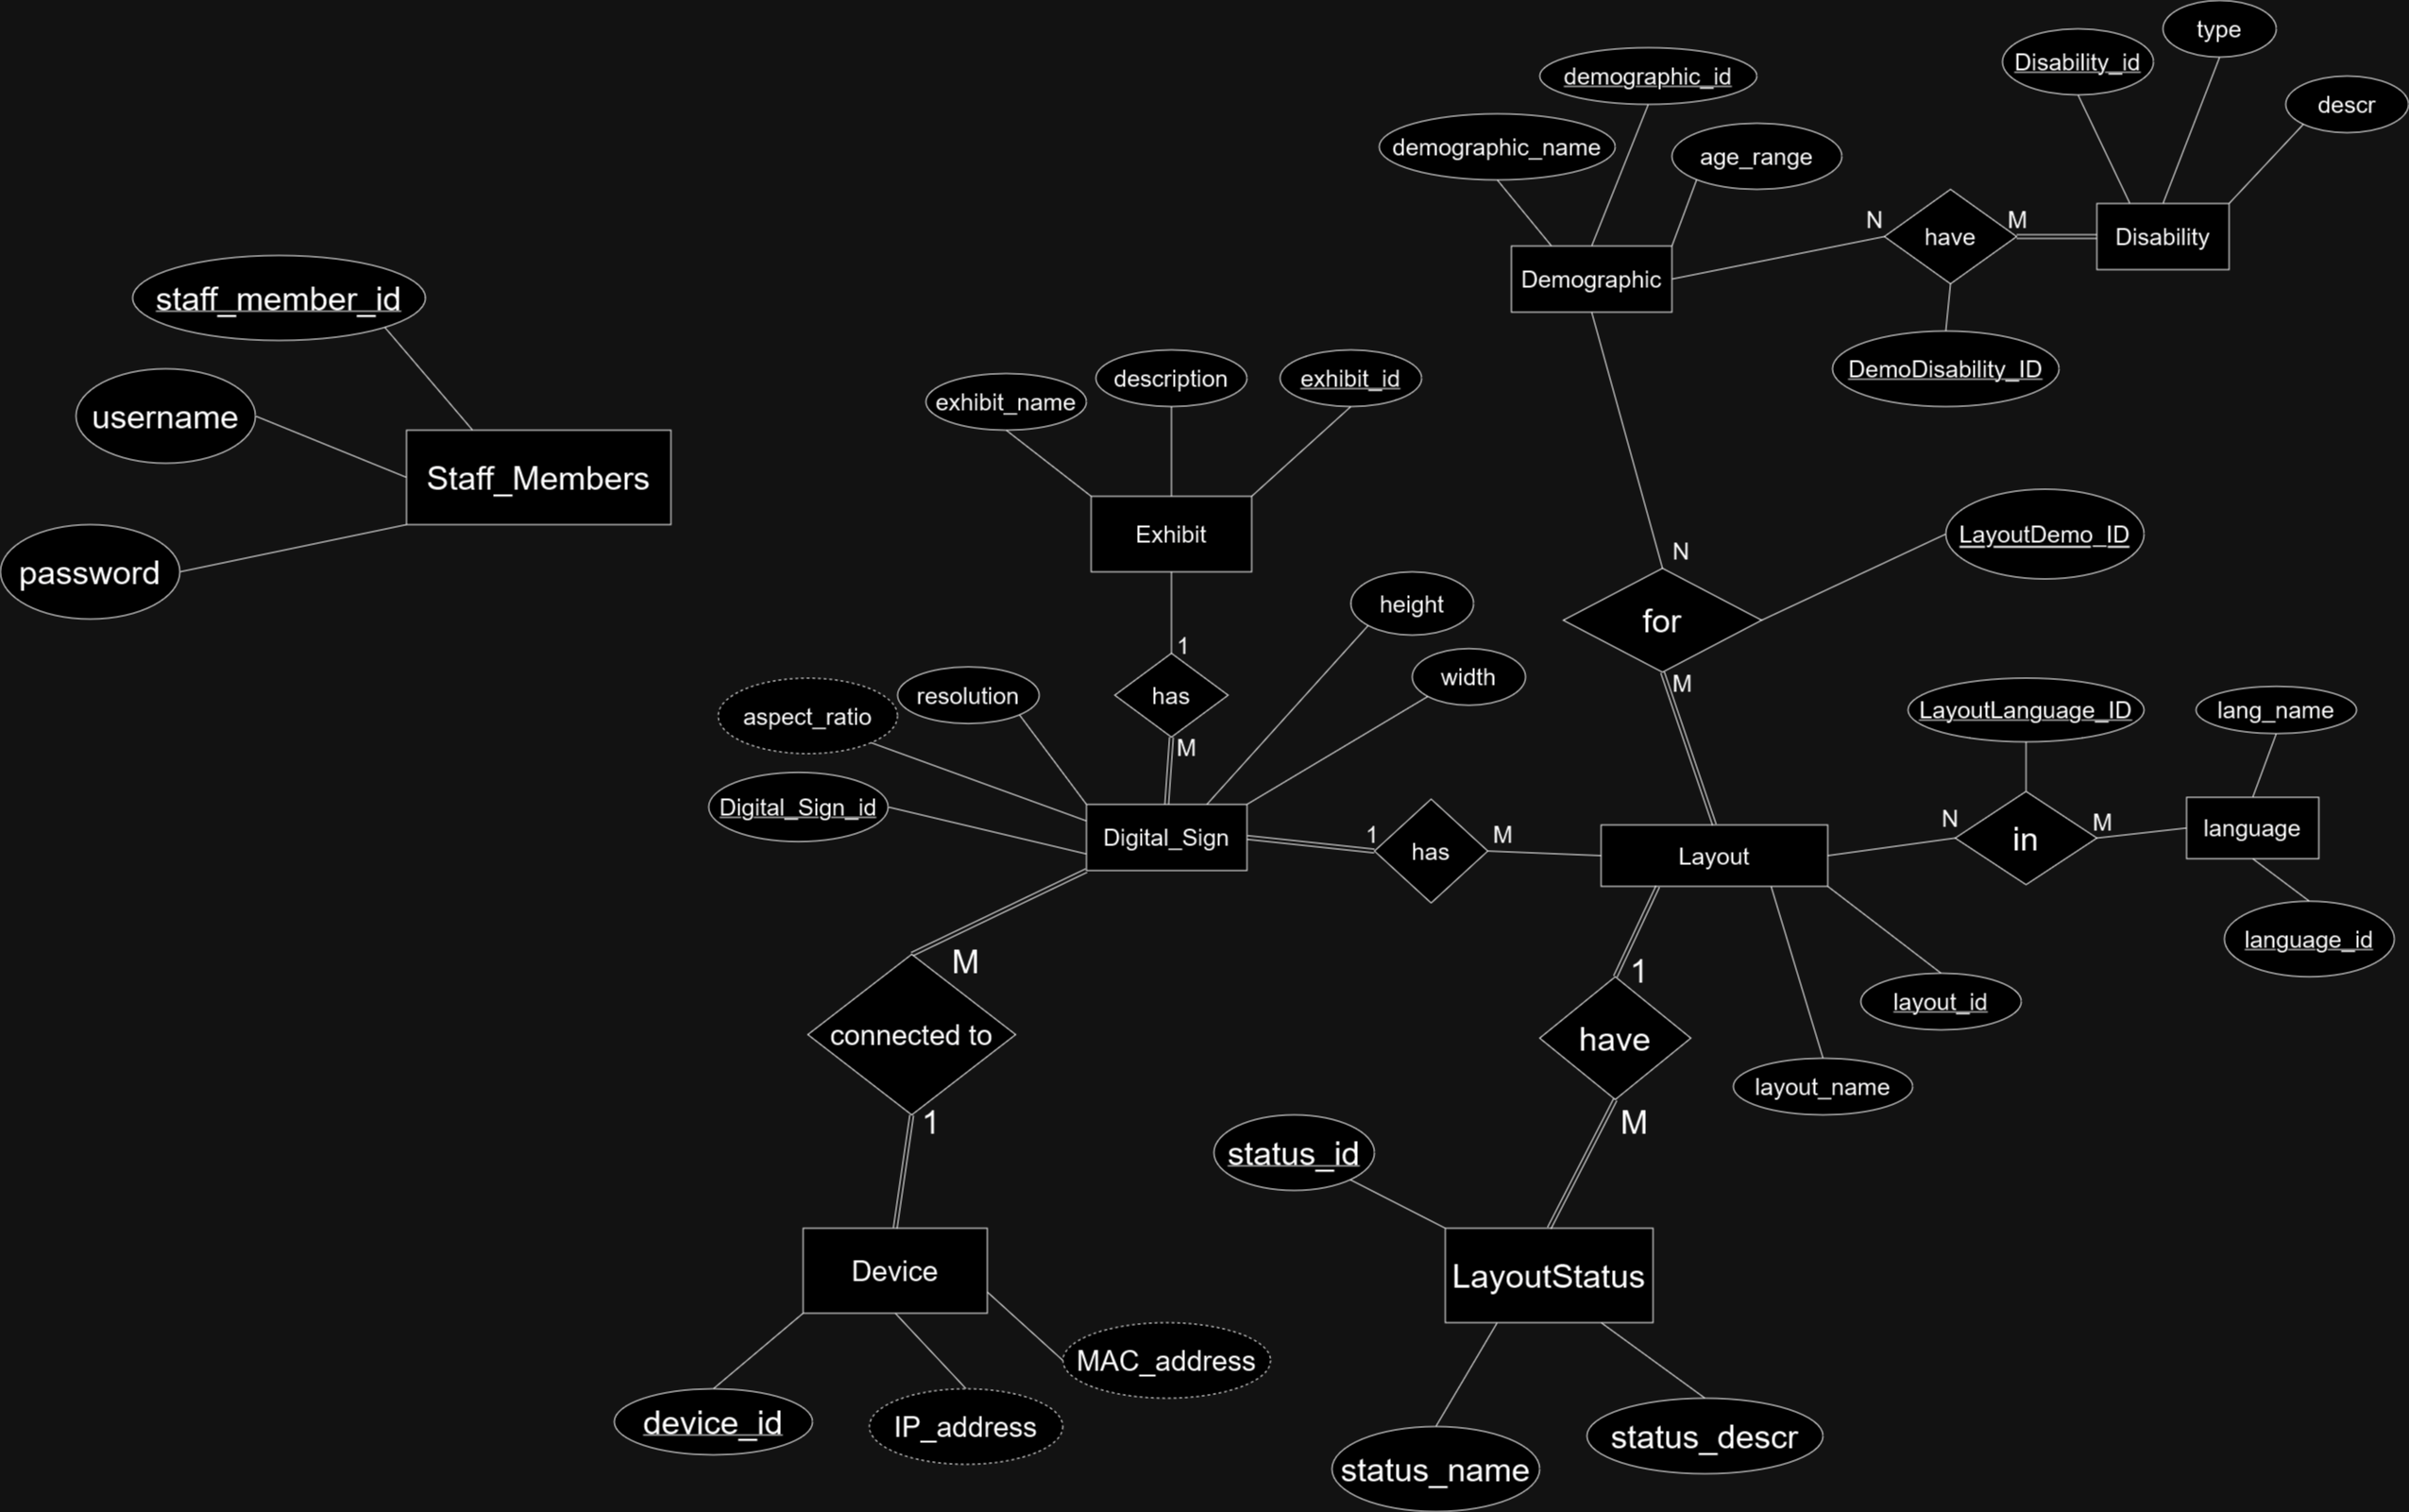 type
Disability_id
demographic_id
descr
demographic_name
age_range
N
M
have
Disability
Demographic
staff_member_id
DemoDisability_ID
exhibit_name
description
exhibit_id
username
Staff_Members
Exhibit
LayoutDemo_ID
N
password
height
for
1
width
M
has
resolution
aspect_ratio
LayoutLanguage_ID
lang_name
M
Digital_Sign_id
Digital_Sign
1
M
has
Layout
N
M
in
language
language_id
M
1
layout_id
connected to
have
layout_name
1
M
status_id
Device
LayoutStatus
MAC_address
device_id
IP_address
status_descr
status_name